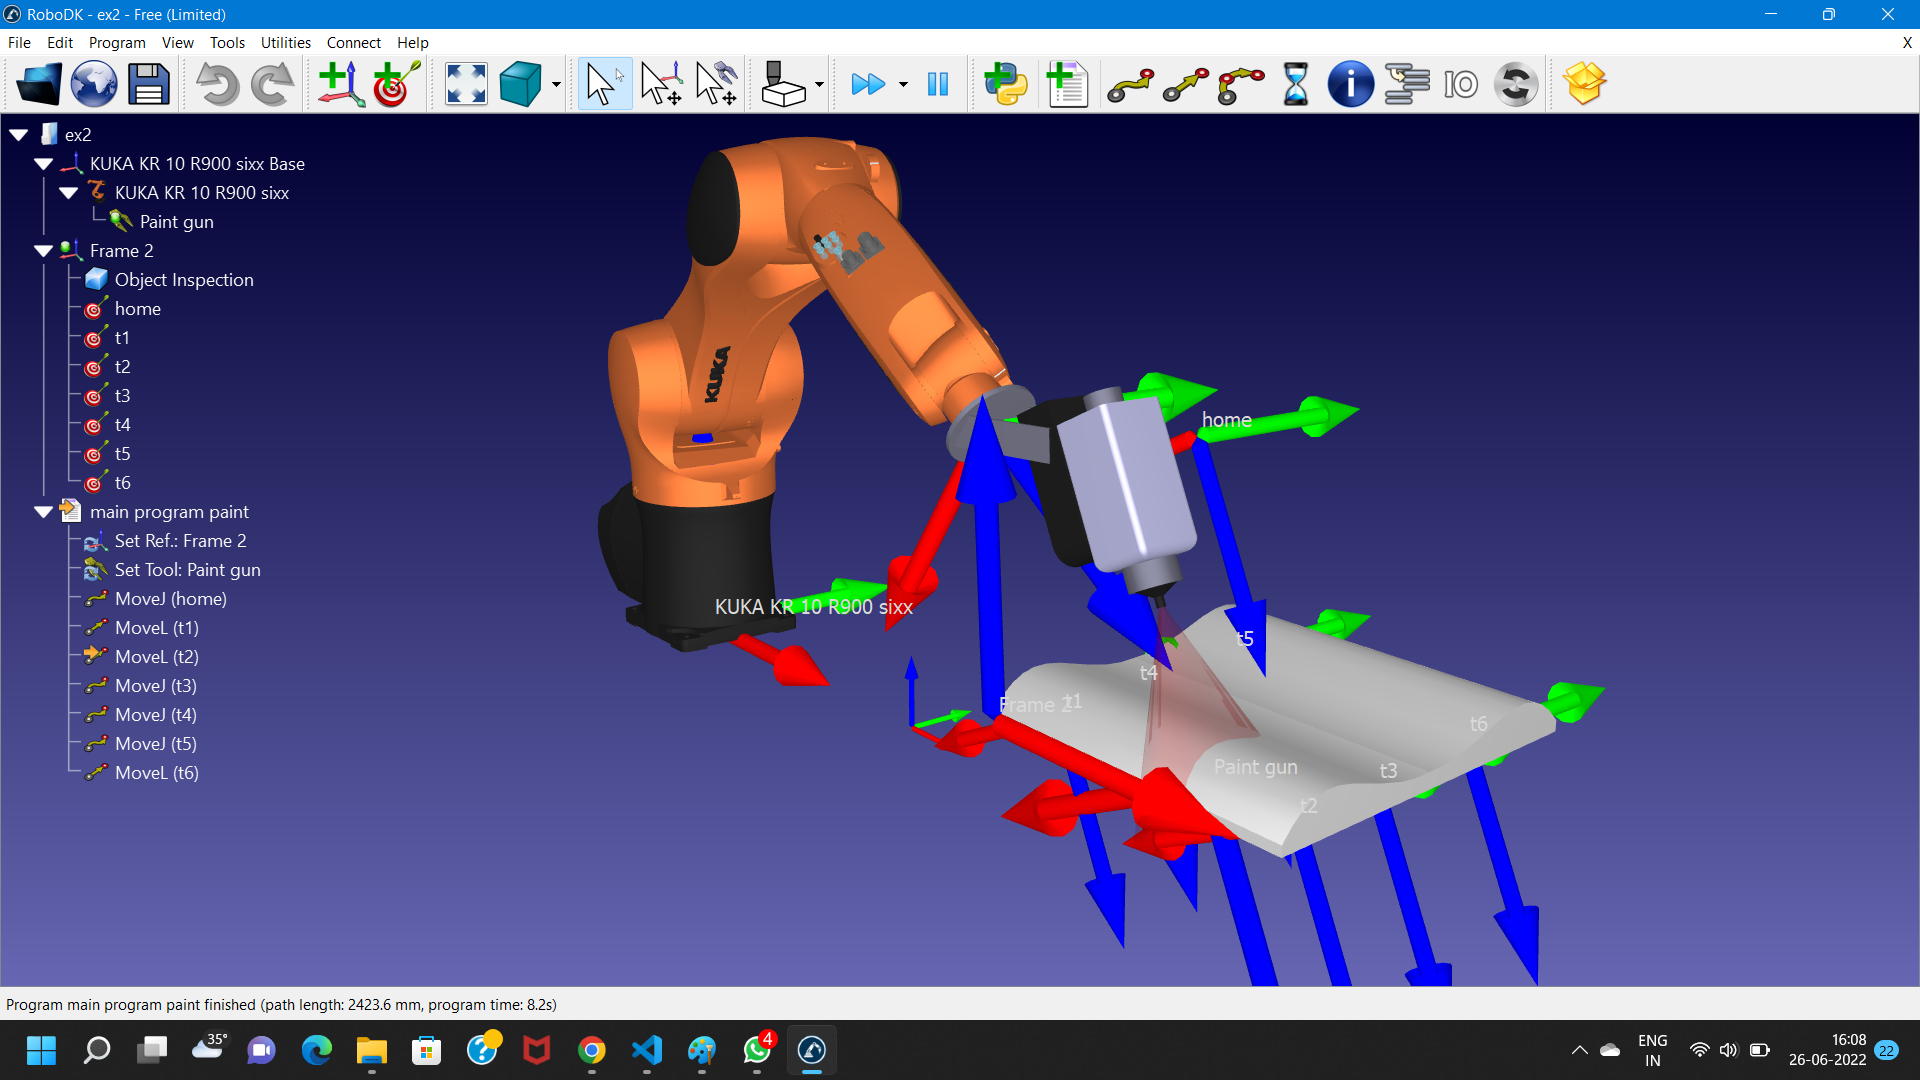 RoboDK - ex2 - Free (Limited)
File Edit Program View Tools Utilities Connect Help X
IO
ex2
KUKA KR 10 R900 sixx Base
KUKA KR 10 R900 sixx
Paint gun
Frame 2
Object Inspection
home
t1
t2
t3
t4
t5
t6
main program paint
Set Ref.: Frame 2
Set Tool: Paint gun
MoveJ (home)
MoveL (t1)
MoveL (t2)
MoveJ (t3)
MoveJ (t4)
MoveJ (t5)
MoveL (t6)
KUKA
home
KUKA KR 10 R900 sixx
t5
t4
Frame 2
t1
t6
Paint gun
t3
t2
Program main program paint finished (path length: 2423.6 mm, program time: 8.2s)
35°
4
ENG
IN
16:08
26-06-2022
22